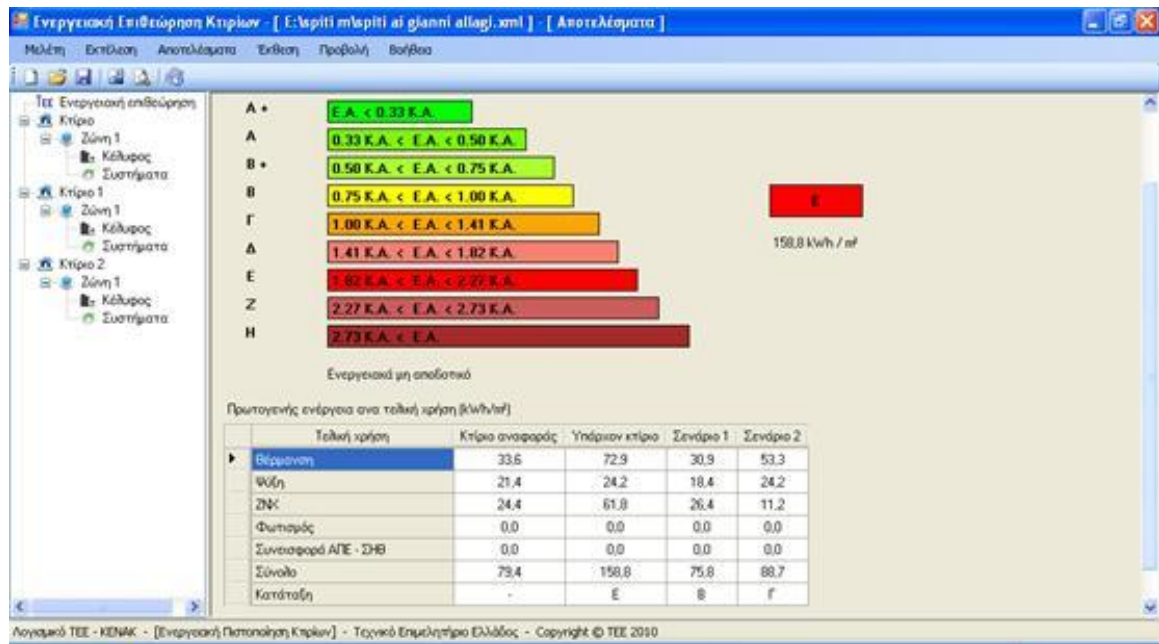 Ενεργειακή Επιθεώρηση Κτιρίων - [ E:\spiti m\spiti ai gianni allagi.xml ] - [ Αποτελέσματα ]
Μελέτη Εκτέλεση Αποτελέσματα Έκθεση Προβολή Βοήθεια
ΤΕΕ Ενεργειακή επιθεώρηση
Κτίριο
Ζώνη 1
Κέλυφος
Συστήματα
Κτίριο 1
Ζώνη 1
Κέλυφος
Συστήματα
Κτίριο 2
Ζώνη 1
Κέλυφος
Συστήματα
A + E.A. < 0.33 K.A.
A 0.33 K.A. < E.A. < 0.50 K.A.
B + 0.50 K.A. < E.A. < 0.75 K.A.
B 0.75 K.A. < E.A. < 1.00 K.A.
Γ 1.00 K.A. < E.A. < 1.41 K.A.
Δ 1.41 K.A. < E.A. < 1.82 K.A.
E 1.82 K.A. < E.A. < 2.27 K.A.
Z 2.27 K.A. < E.A. < 2.73 K.A.
H 2.73 K.A. < E.A.
E
158,8 kWh / m²
Ενεργειακά μη αποδοτικό
Πρωτογενής ενέργεια ανα τελική χρήση (kWh/m²)
Τελική χρήση Κτίριο αναφοράς Υπάρχον κτίριο Σενάριο 1 Σενάριο 2
Θέρμανση 33,6 72,9 30,9 53,3
Ψύξη 21,4 24,2 18,4 24,2
ΖΝΧ 24,4 61,8 26,4 11,2
Φωτισμός 0,0 0,0 0,0 0,0
Συνεισφορά ΑΠΕ - ΣΗΘ 0,0 0,0 0,0 0,0
Σύνολο 79,4 158,8 75,8 88,7
Κατάταξη - E B Γ
Λογισμικό TEE - KENAK - [Ενεργειακή Πιστοποίηση Κτιρίων] - Τεχνικό Επιμελητήριο Ελλάδος - Copyright © TEE 2010